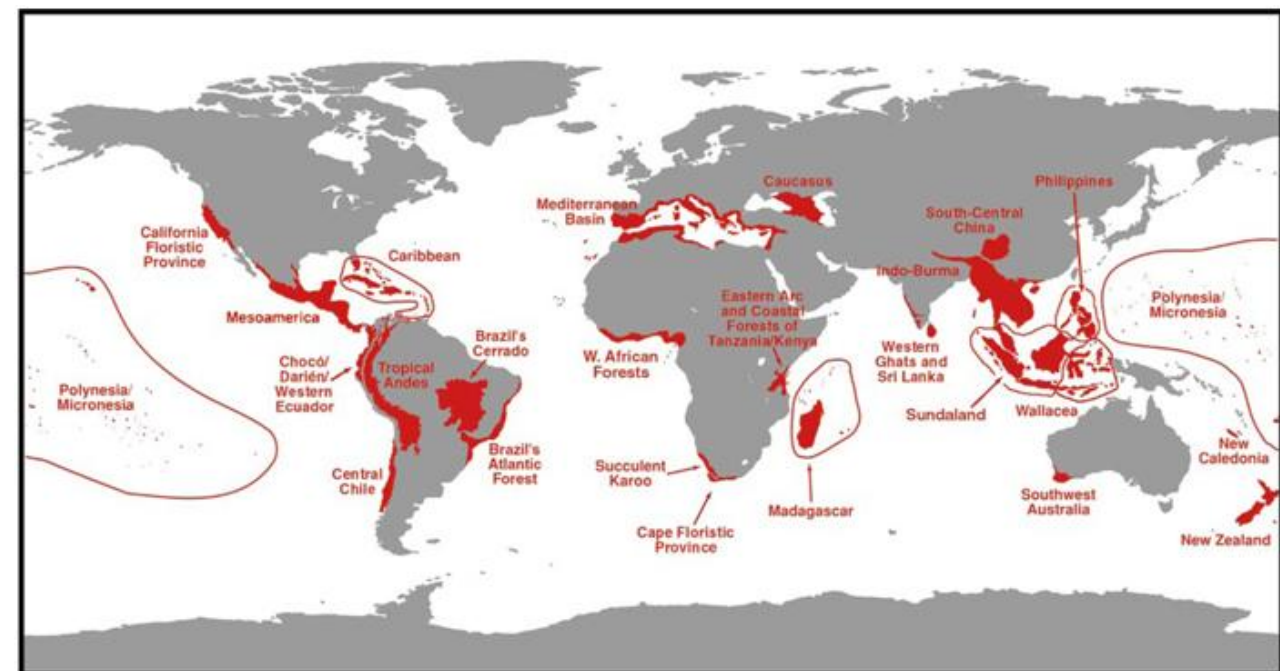 Philippines
Caucasus
Mediterranean
Basin
South-Central
China
California
Floristic
Province
Caribbean
Indo-Burma
Eastern Arc
and Coastal
Forests of
Tanzania/Kenya
Polynesia/
Micronesia
Mesoamerica
Brazil's
Cerrado
W. African
Forests
Western
Ghats and
Sri Lanka
Chocó/
Darién/
Western
Ecuador
Tropical
Andes
Polynesia/
Micronesia
Sundaland
Wallacea
New
Caledonia
Brazil's
Atlantic
Forest
Central
Chile
Succulent
Karoo
Madagascar
Southwest
Australia
Cape Floristic
Province
New Zealand